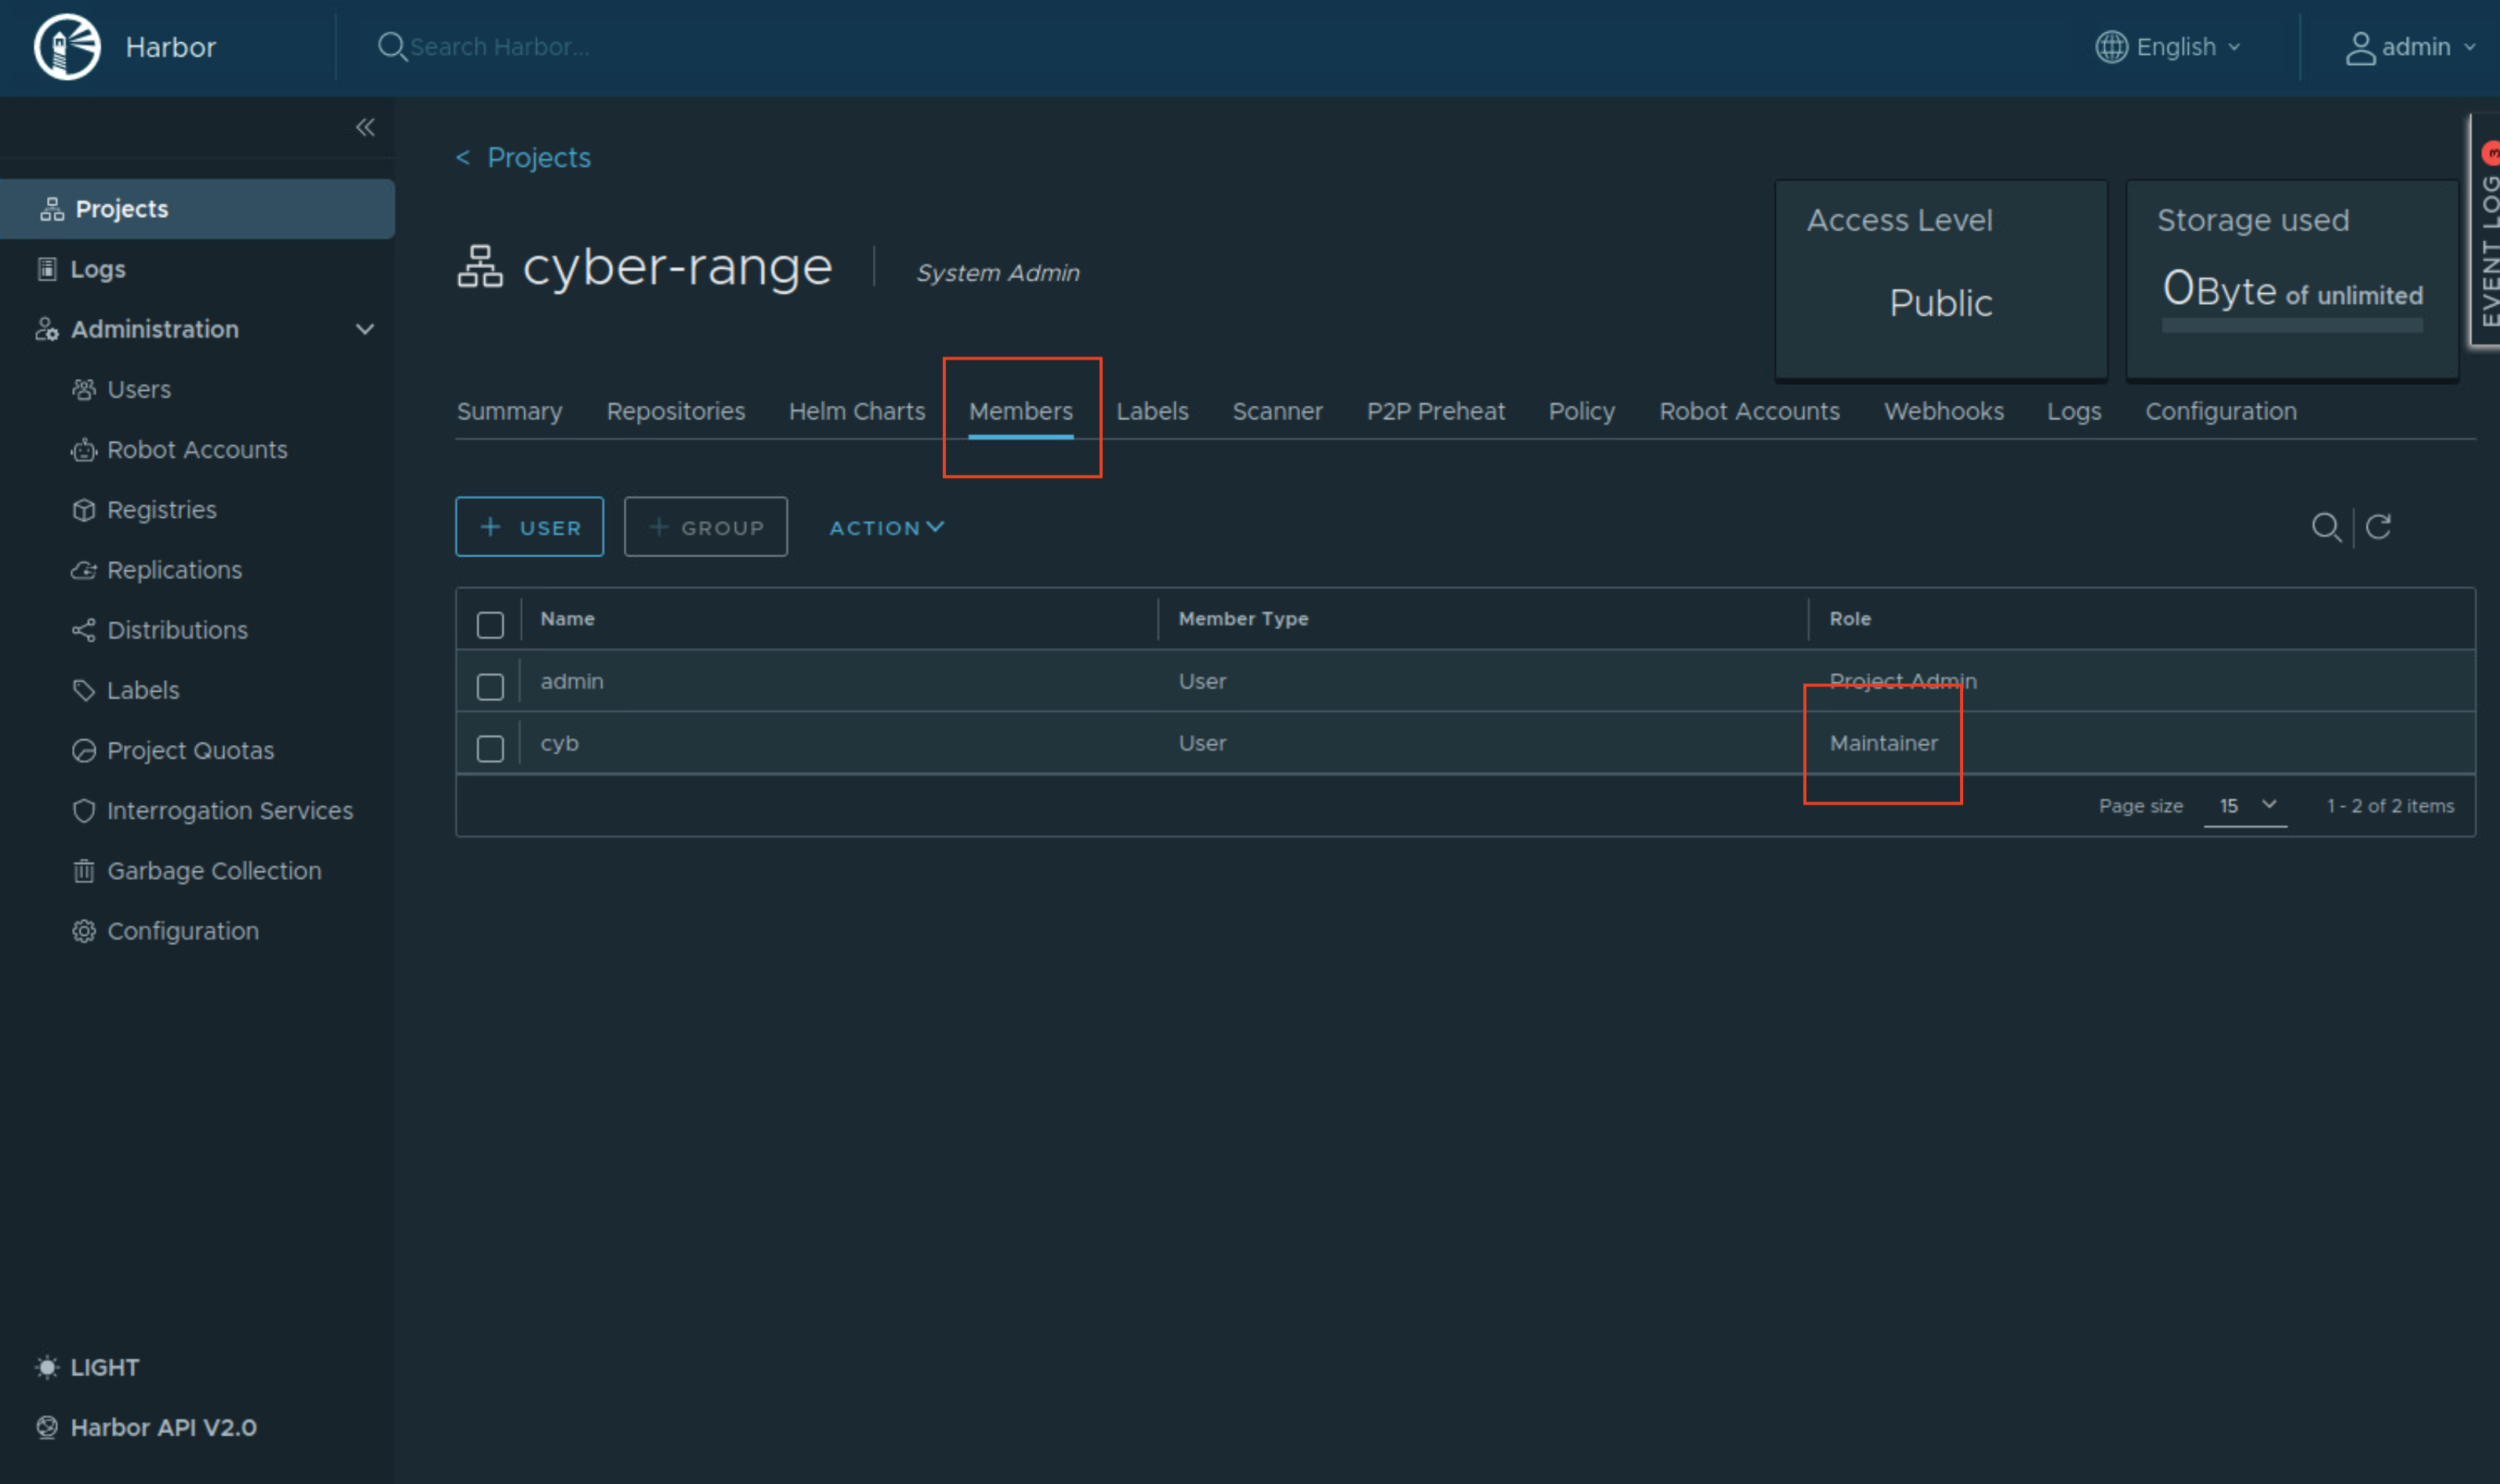 Harbor
Search Harbor...
English
admin
Projects
Logs
Administration
Users
Robot Accounts
Registries
Replications
Distributions
Labels
Project Quotas
Interrogation Services
Garbage Collection
Configuration
LIGHT
Harbor API V2.0
< Projects
cyber-range
System Admin
Access Level
Public
Storage used
0Byte of unlimited
EVENT LOG 3
Summary Repositories Helm Charts Members Labels Scanner P2P Preheat Policy Robot Accounts Webhooks Logs Configuration
+ USER + GROUP ACTION
Name Member Type Role
admin User Project Admin
cyb User Maintainer
Page size 15 1 - 2 of 2 items